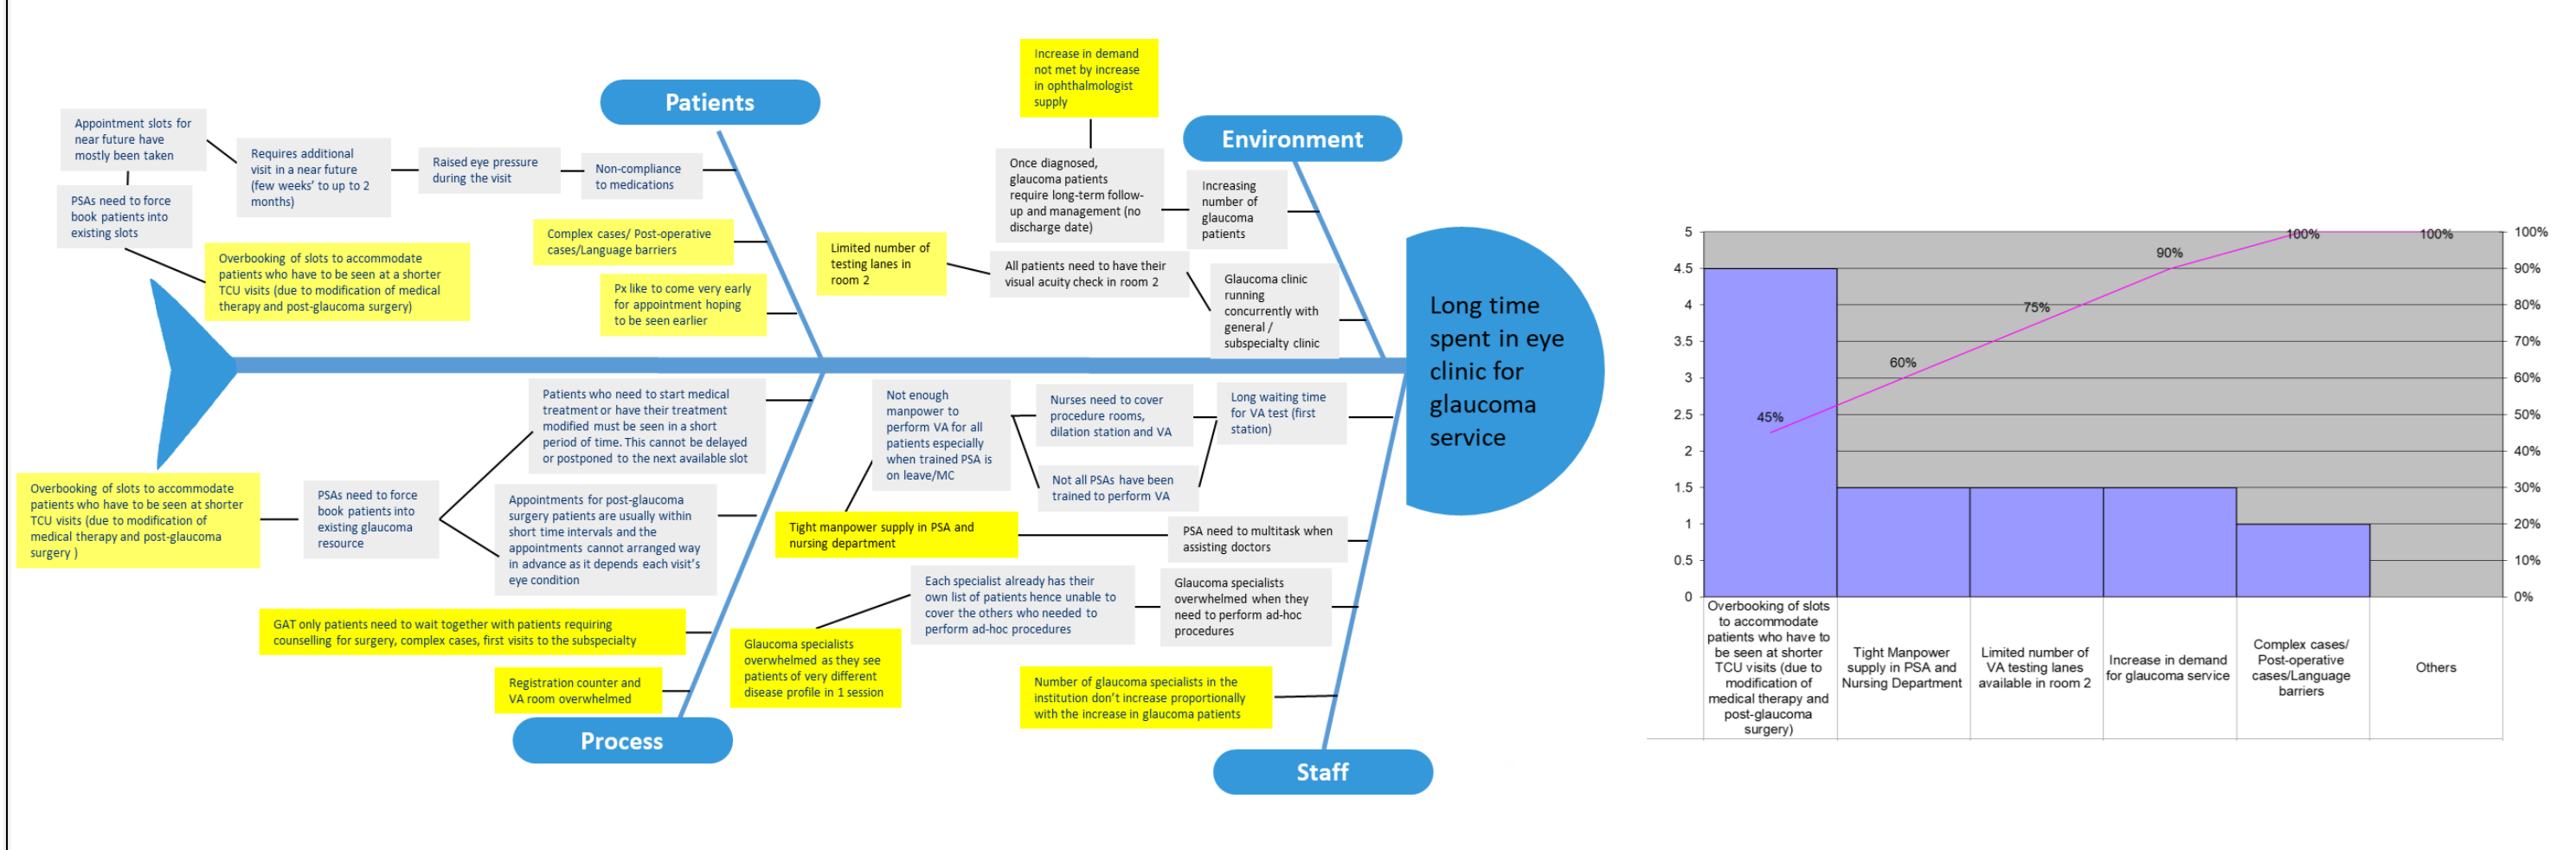 Patients
Appointment slots for
near future have
mostly been taken
Requires additional
visit in a near future
(few weeks' to up to 2
months)
Raised eye pressure
during the visit
Non-compliance
to medications
PSAs need to force
book patients into
existing slots
Overbooking of slots to accommodate
patients who have to be seen at a shorter
TCU visits (due to modification of medical
therapy and post-glaucoma surgery)
Complex cases/ Post-operative
cases/Language barriers
Px like to come very early
for appointment hoping
to be seen earlier
Environment
Increase in demand
not met by increase
in ophthalmologist
supply
Once diagnosed,
glaucoma patients
require long-term follow-
up and management (no
discharge date)
Increasing
number of
glaucoma
patients
Limited number of
testing lanes in
room 2
All patients need to have their
visual acuity check in room 2
Glaucoma clinic
running
concurrently with
general /
subspecialty clinic
Long time
spent in eye
clinic for
glaucoma
service
Patients who need to start medical
treatment or have their treatment
modified must be seen in a short
period of time. This cannot be delayed
or postponed to the next available slot
Overbooking of slots to accommodate
patients who have to be seen at shorter
TCU visits (due to modification of
medical therapy and post-glaucoma
surgery )
PSAs need to force
book patients into
existing glaucoma
resource
Appointments for post-glaucoma
surgery patients are usually within
short time intervals and the
appointments cannot arranged way
in advance as it depends each visit's
eye condition
GAT only patients need to wait together with patients requiring
counselling for surgery, complex cases, first visits to the subspecialty
Registration counter and
VA room overwhelmed
Process
Not enough
manpower to
perform VA for all
patients especially
when trained PSA is
on leave/MC
Nurses need to cover
procedure rooms,
dilation station and VA
Long waiting time
for VA test (first
station)
Not all PSAs have been
trained to perform VA
Tight manpower supply in PSA and
nursing department
PSA need to multitask when
assisting doctors
Each specialist already has their
own list of patients hence unable to
cover the others who needed to
perform ad-hoc procedures
Glaucoma specialists
overwhelmed when they
need to perform ad-hoc
procedures
Glaucoma specialists
overwhelmed as they see
patients of very different
disease profile in 1 session
Number of glaucoma specialists in the
institution don't increase proportionally
with the increase in glaucoma patients
Staff
5
4.5
4
3.5
3
2.5
2
1.5
1
0.5
0
45%
60%
75%
90%
100%
100%
100%
90%
80%
70%
60%
50%
40%
30%
20%
10%
0%
Overbooking of slots
to accommodate
patients who have to
be seen at shorter
TCU visits (due to
modification of
medical therapy and
post-glaucoma
surgery)
Tight Manpower
supply in PSA and
Nursing Department
Limited number of
VA testing lanes
available in room 2
Increase in demand
for glaucoma service
Complex cases/
Post-operative
cases/Language
barriers
Others